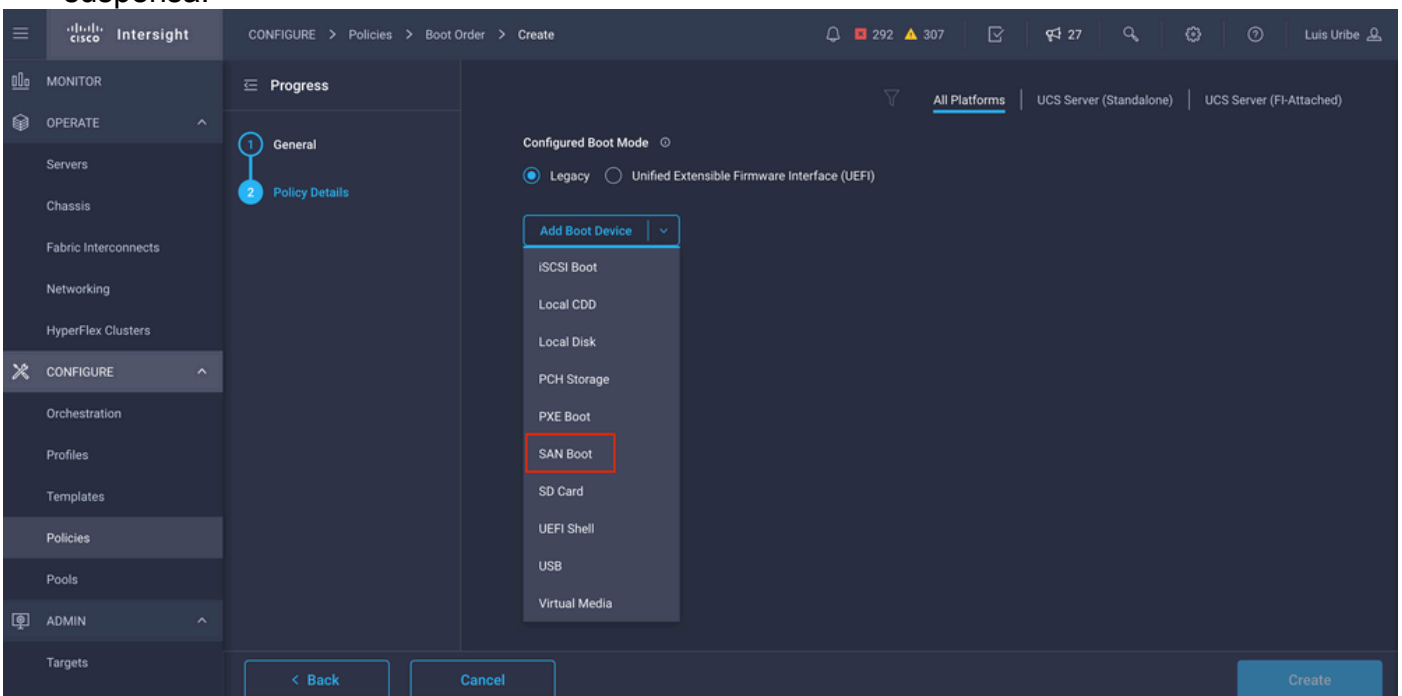 cisco Intersight
CONFIGURE > Policies > Boot Order > Create
292 307 27 Luis Uribe
MONITOR
OPERATE
Servers
Chassis
Fabric Interconnects
Networking
HyperFlex Clusters
CONFIGURE
Orchestration
Profiles
Templates
Policies
Pools
ADMIN
Targets
Progress
1 General
2 Policy Details
All Platforms | UCS Server (Standalone) | UCS Server (FI-Attached)
Configured Boot Mode
Legacy Unified Extensible Firmware Interface (UEFI)
Add Boot Device
iSCSI Boot
Local CDD
Local Disk
PCH Storage
PXE Boot
SAN Boot
SD Card
UEFI Shell
USB
Virtual Media
< Back
Cancel
Create